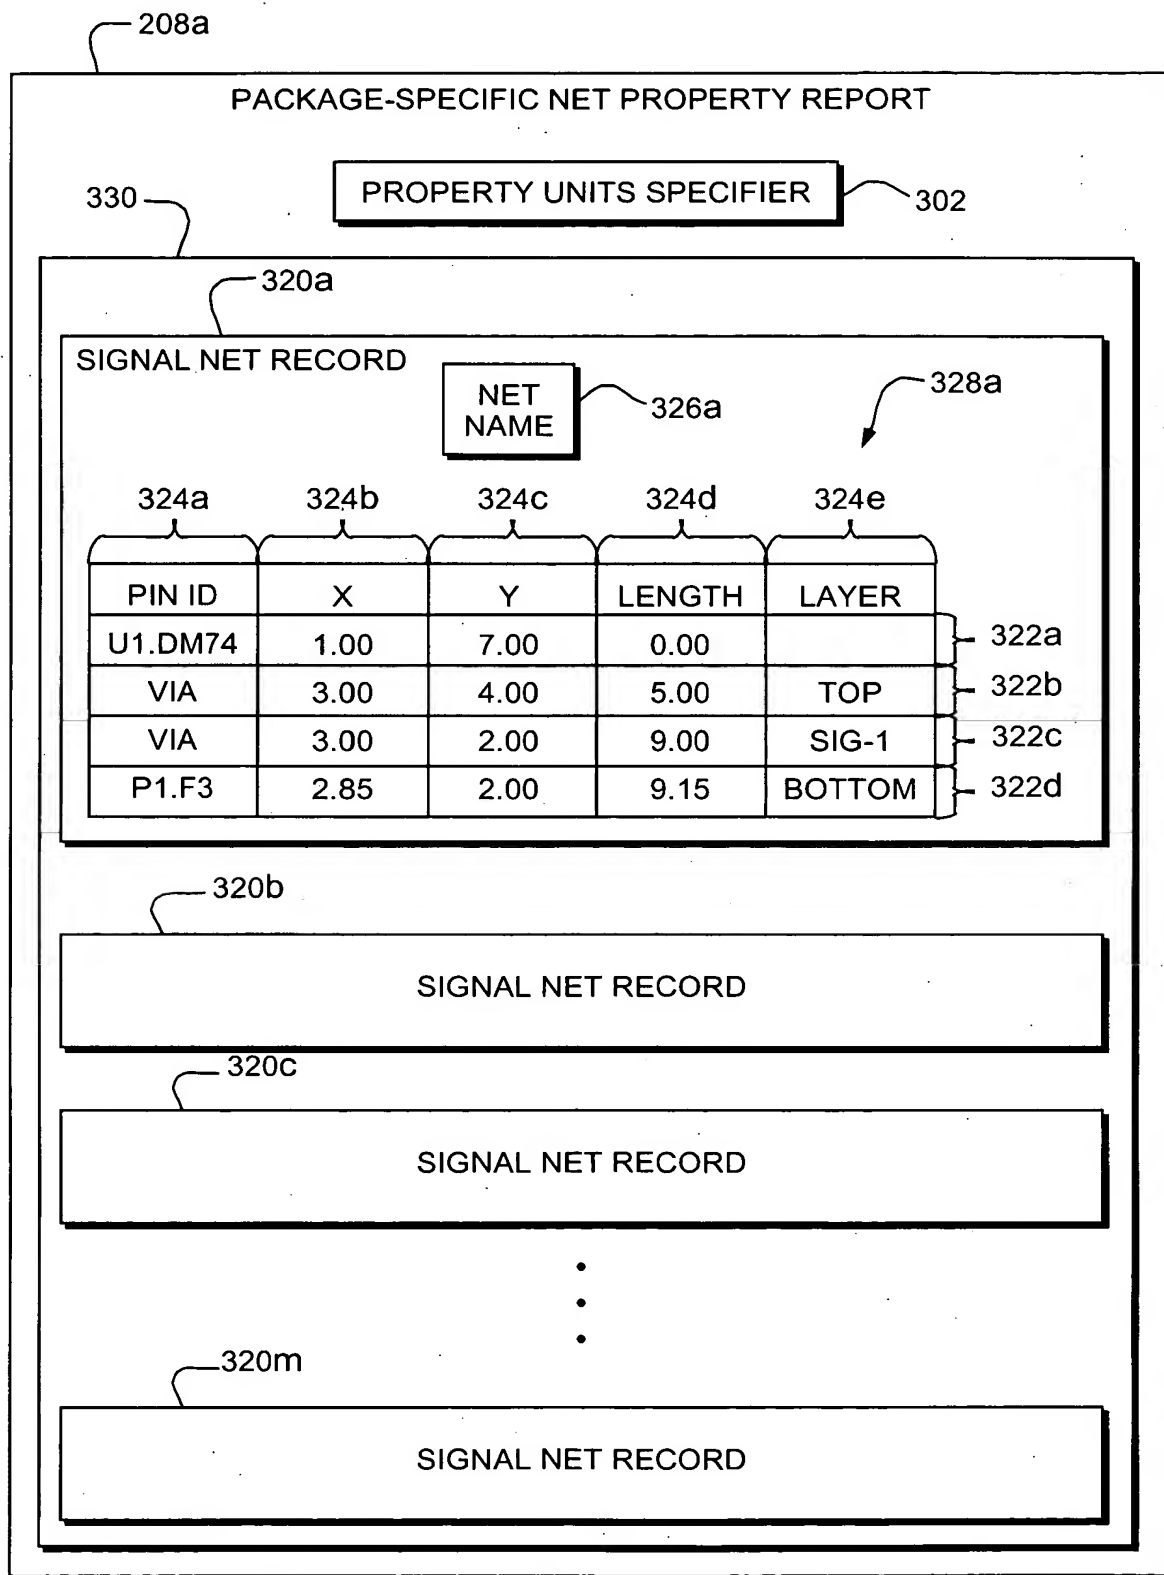 208a
PACKAGE-SPECIFIC NET PROPERTY REPORT
PROPERTY UNITS SPECIFIER
302
330
320a
SIGNAL NET RECORD
NET
NAME
326a
328a
324a 324b 324c 324d 324e
PIN ID X Y LENGTH LAYER
U1.DM74 1.00 7.00 0.00 322a
VIA 3.00 4.00 5.00 TOP 322b
VIA 3.00 2.00 9.00 SIG-1 322c
P1.F3 2.85 2.00 9.15 BOTTOM 322d
320b
SIGNAL NET RECORD
320c
SIGNAL NET RECORD
320m
SIGNAL NET RECORD